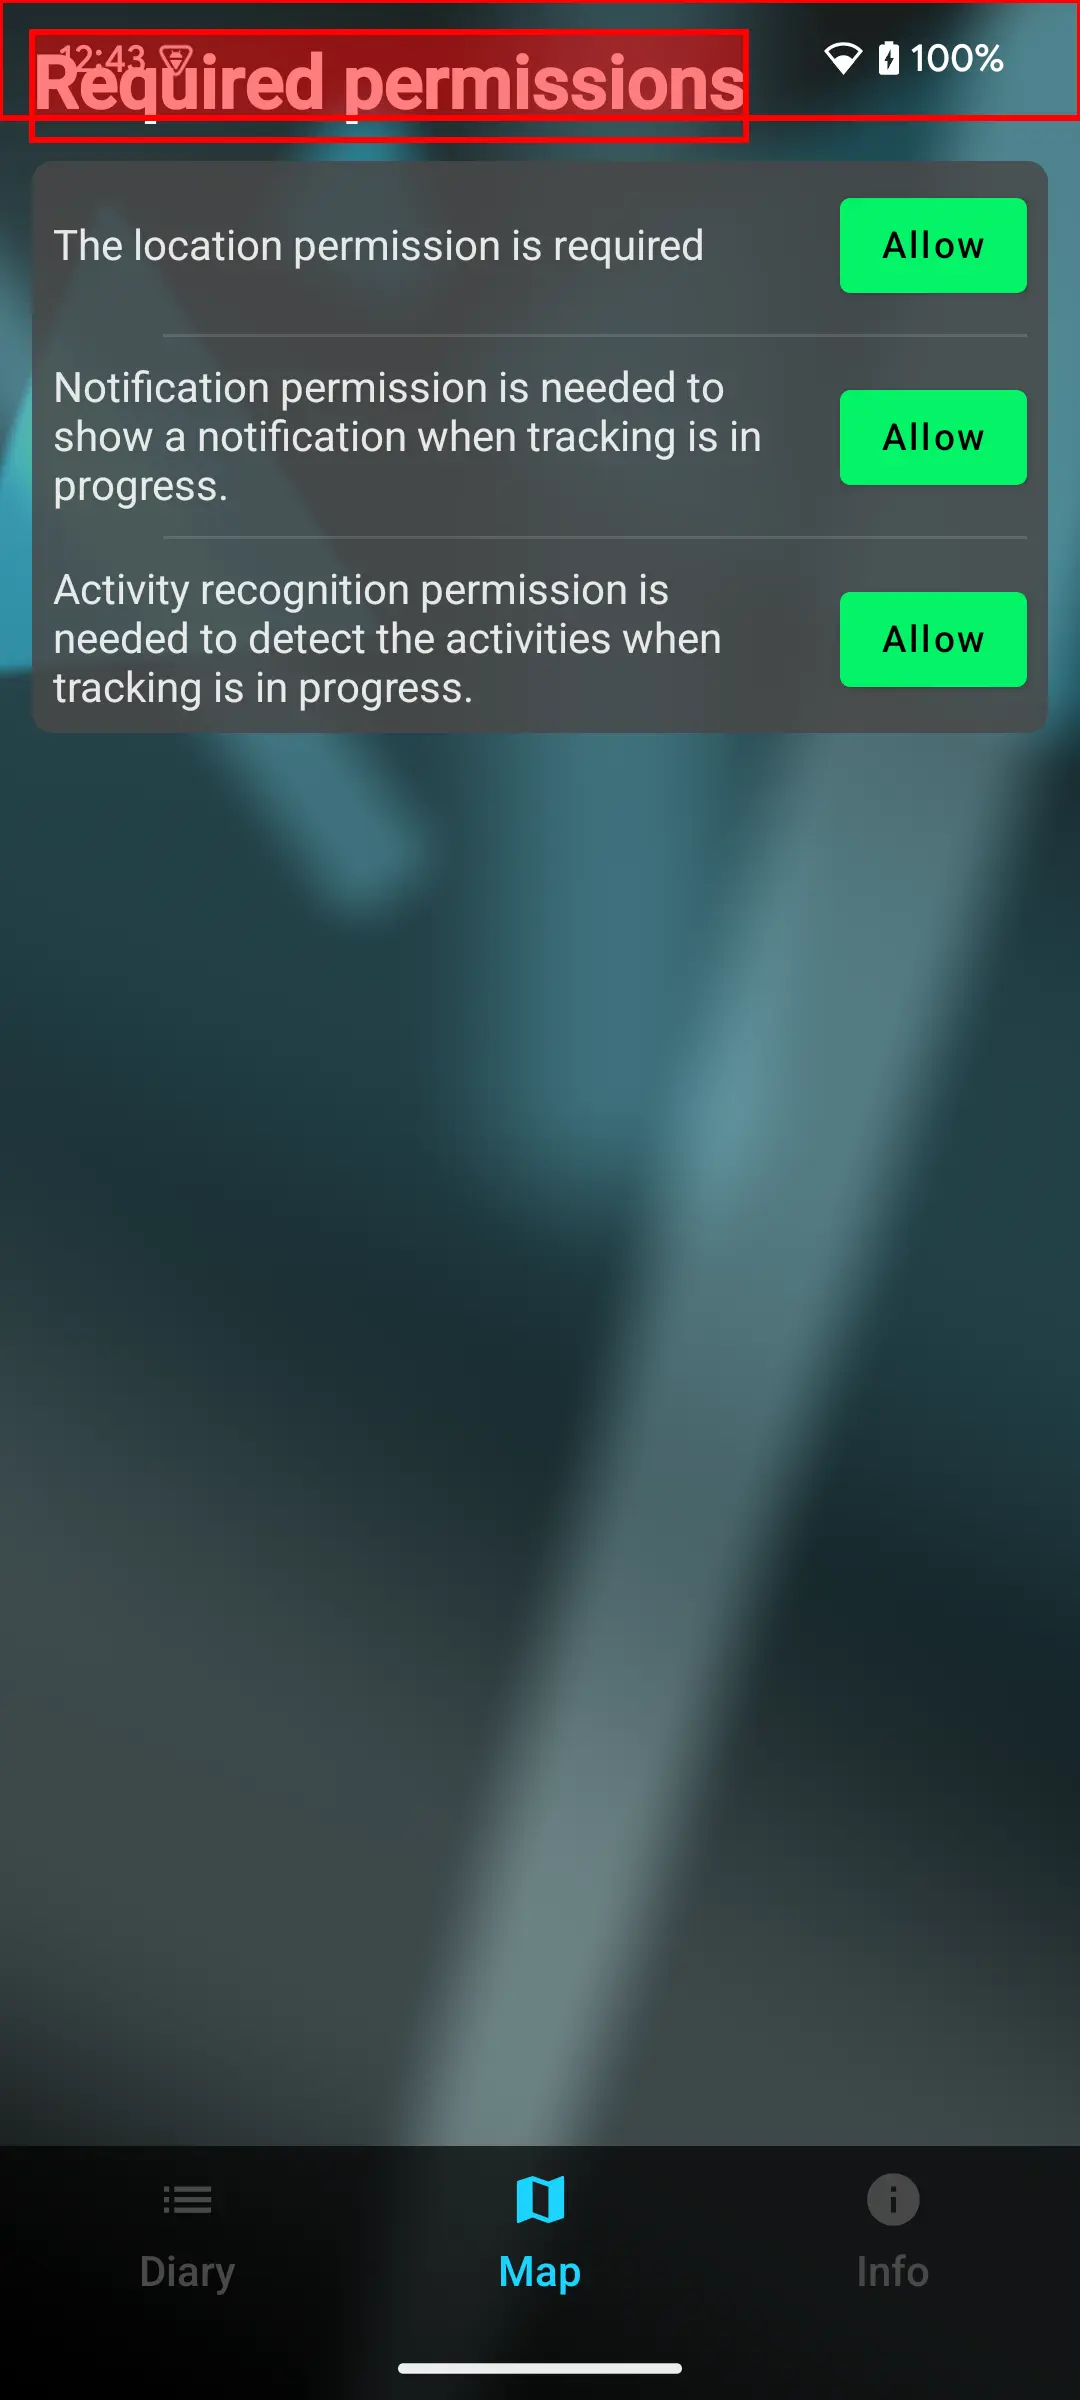 12:43
100%
Required permissions
The location permission is required
Allow
Notification permission is needed to
show a notification when tracking is in
progress.
Allow
Activity recognition permission is
needed to detect the activities when
tracking is in progress.
Allow
Diary
Map
Info